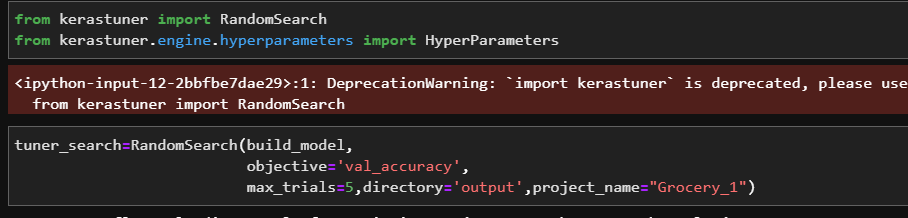 from kerastuner import RandomSearch
from kerastuner.engine.hyperparameters import HyperParameters
<ipython-input-12-2bbfbe7dae29>:1: DeprecationWarning: `import kerastuner` is deprecated, please use
  from kerastuner import RandomSearch
tuner_search=RandomSearch(build_model,
                          objective='val_accuracy',
                          max_trials=5,directory='output',project_name="Grocery_1")